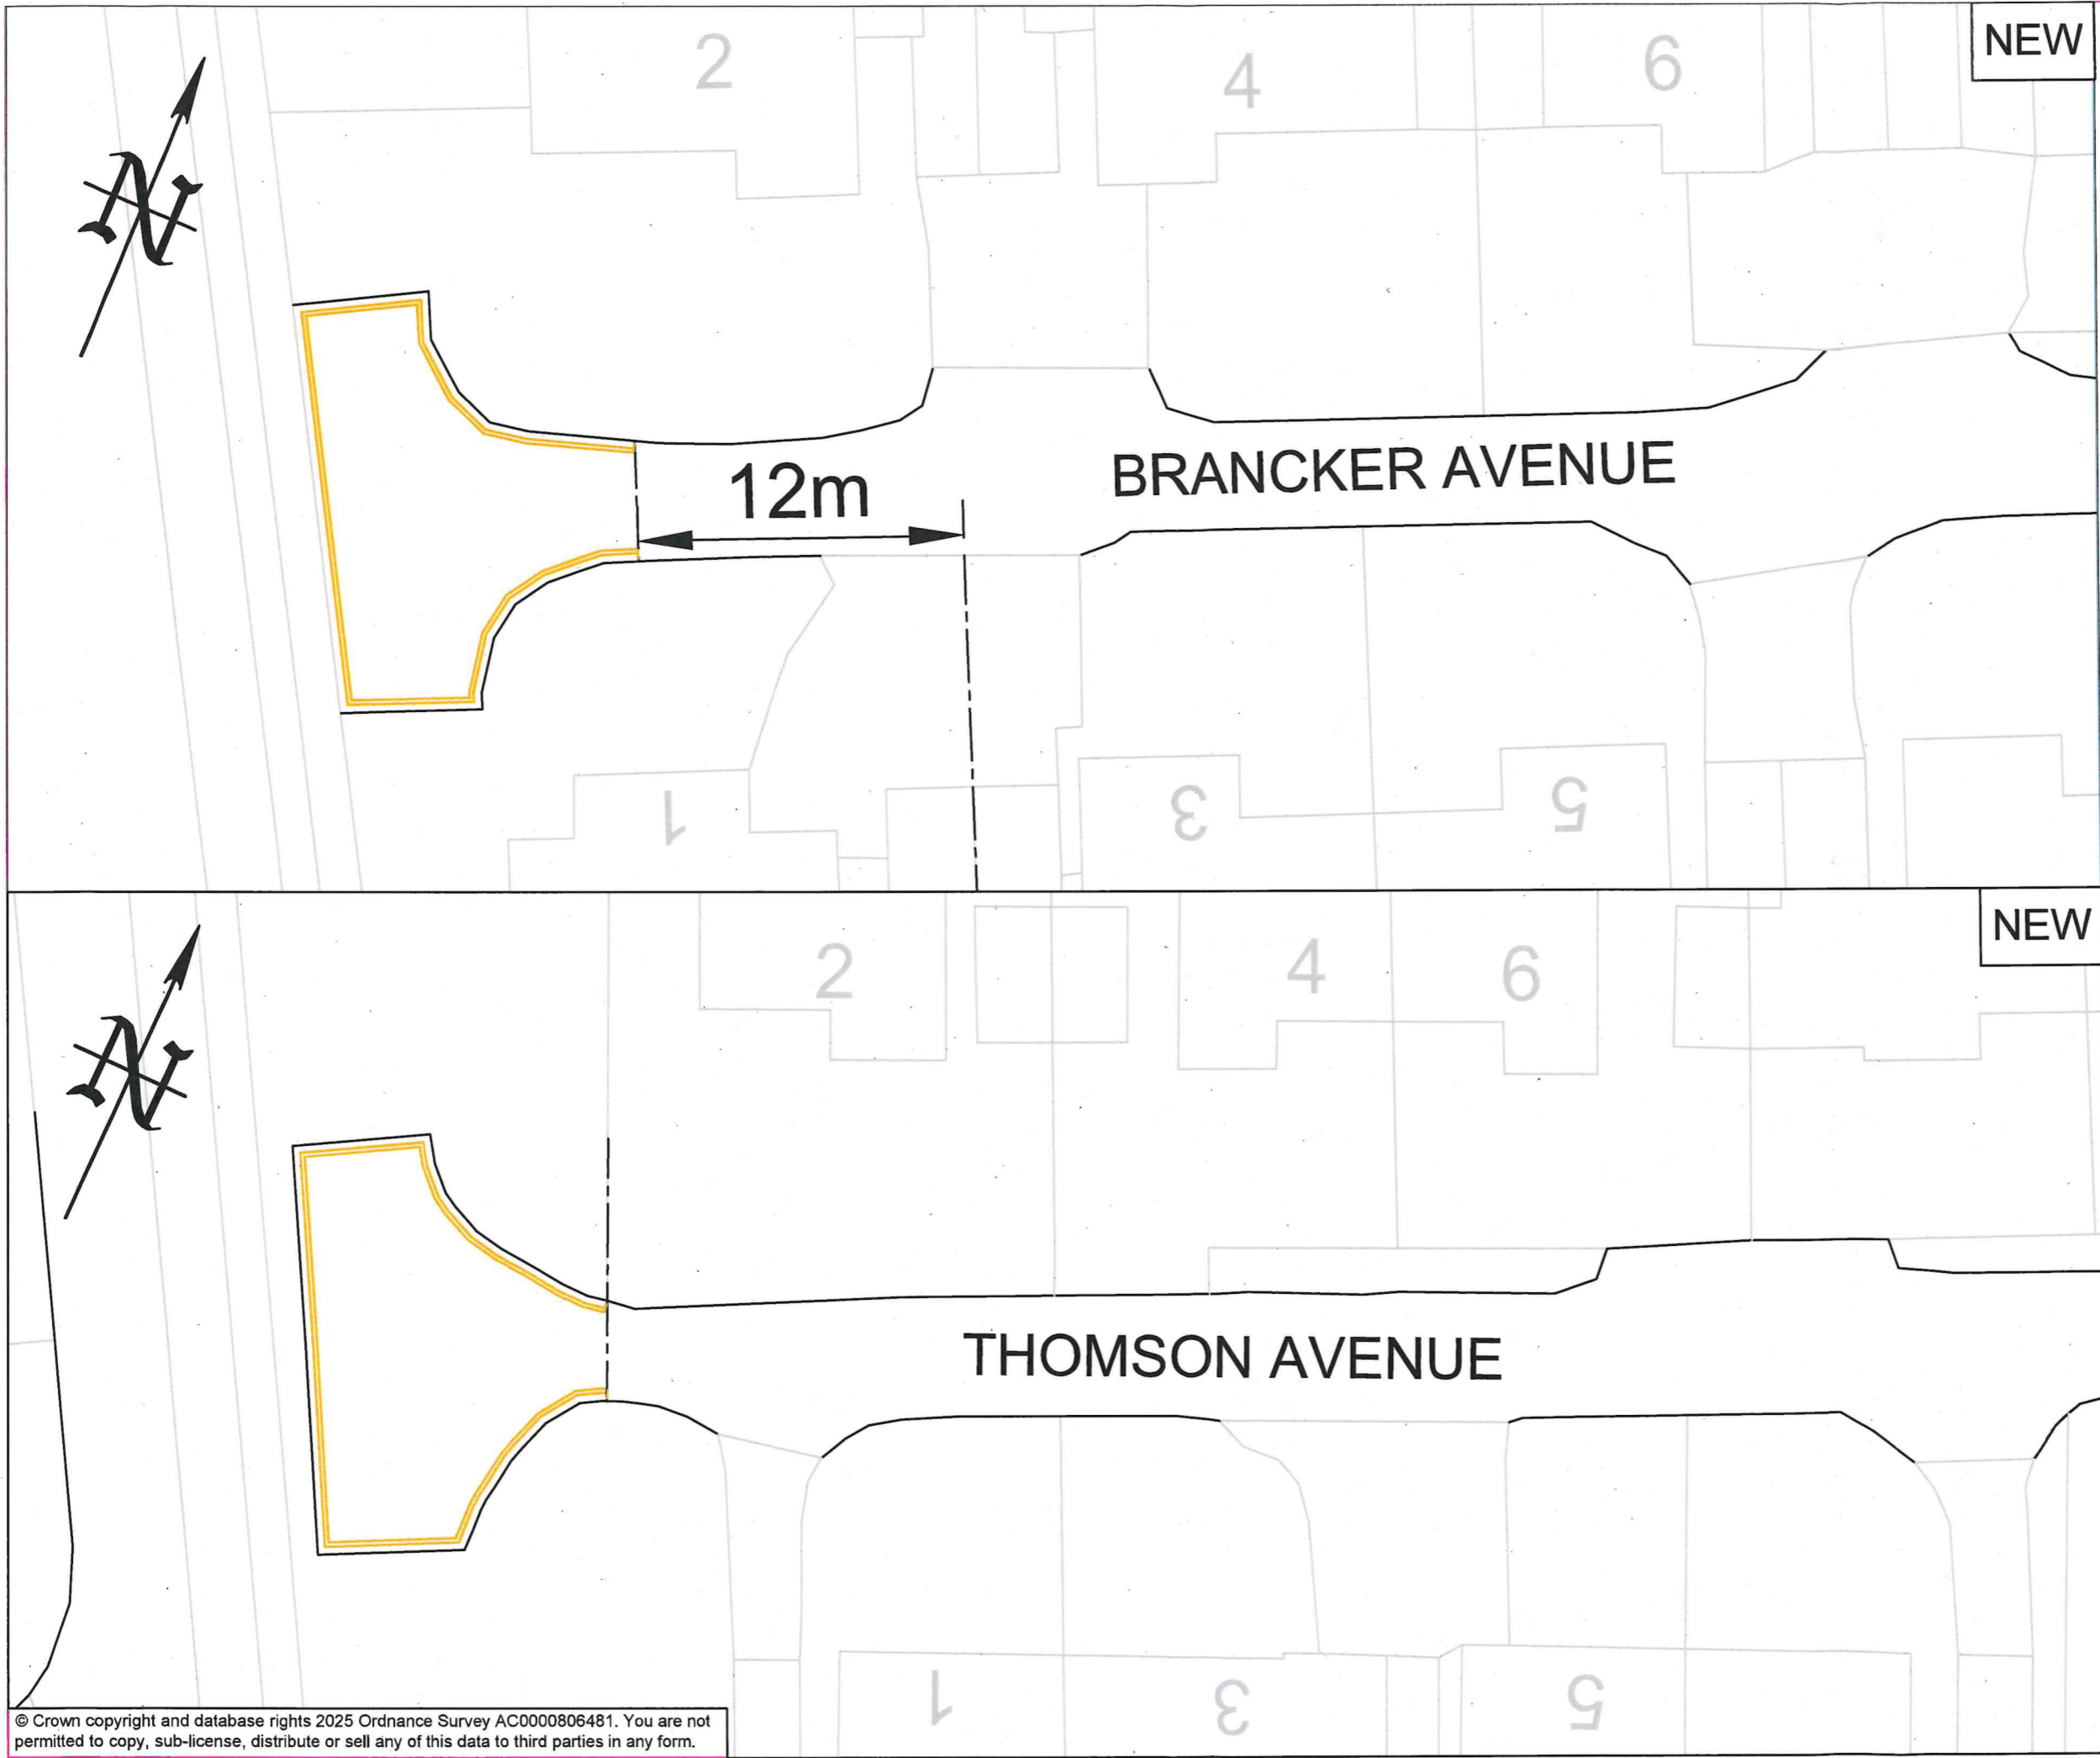 NEW
2
4
6
N
12m
BRANCKER AVENUE
1
3
5
NEW
2
4
6
N
THOMSON AVENUE
1
3
5
© Crown copyright and database rights 2025 Ordnance Survey AC0000806481. You are not
permitted to copy, sub-license, distribute or sell any of this data to third parties in any form.